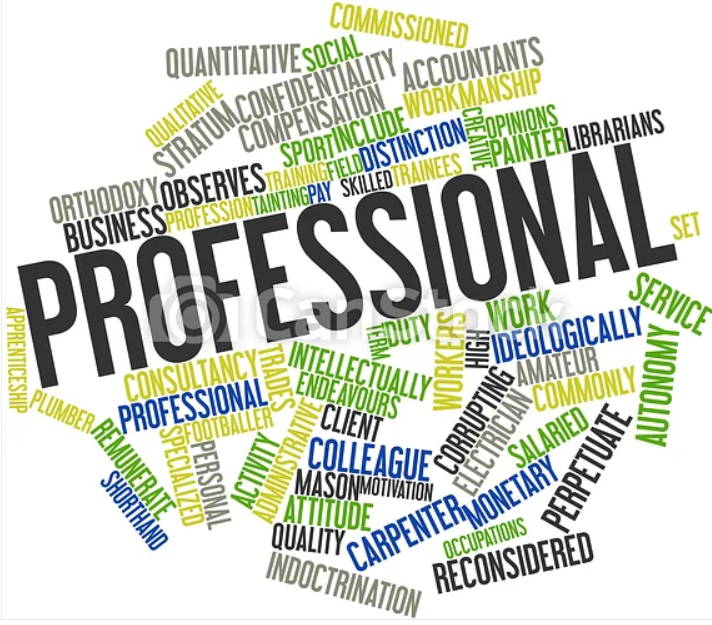 COMMISSIONED
QUANTITATIVE
SOCIAL
ACCOUNTANTS
QUALITATIVE
STRATUM
CONFIDENTIALITY
COMPENSATION
WORKMANSHIP
SPORT
INCLUDE
DISTINCTION
CREATIVE
OPINIONS
PAINTER
LIBRARIANS
ORTHODOXY
OBSERVES
TRAINING
FIELD
SKILLED
TRAINEES
BUSINESS
PROFESSION
TAINTING
PAY
PROFESSIONAL
SET
CanStock
APPRENTICESHIP
PLUMBER
CONSULTANCY
TRADES
PROFESSIONAL
FOOTBALLER
REMUNERATE
SHORTHAND
SPECIALIZED
PERSONAL
ACTIVITY
ADMINISTRATIVE
TERM
DUTY
INTELLECTUALLY
ENDEAVOURS
CLIENT
COLLEAGUE
MASON
MOTIVATION
ATTITUDE
QUALITY
INDOCTRINATION
WORKERS
HIGH
WORK
IDEOLOGICALLY
AMATEUR
COMMONLY
SERVICE
AUTONOMY
CORRUPTING
ELECTRICIAN
SALARIED
PERPETUATE
CARPENTER
MONETARY
OCCUPATIONS
RECONSIDERED